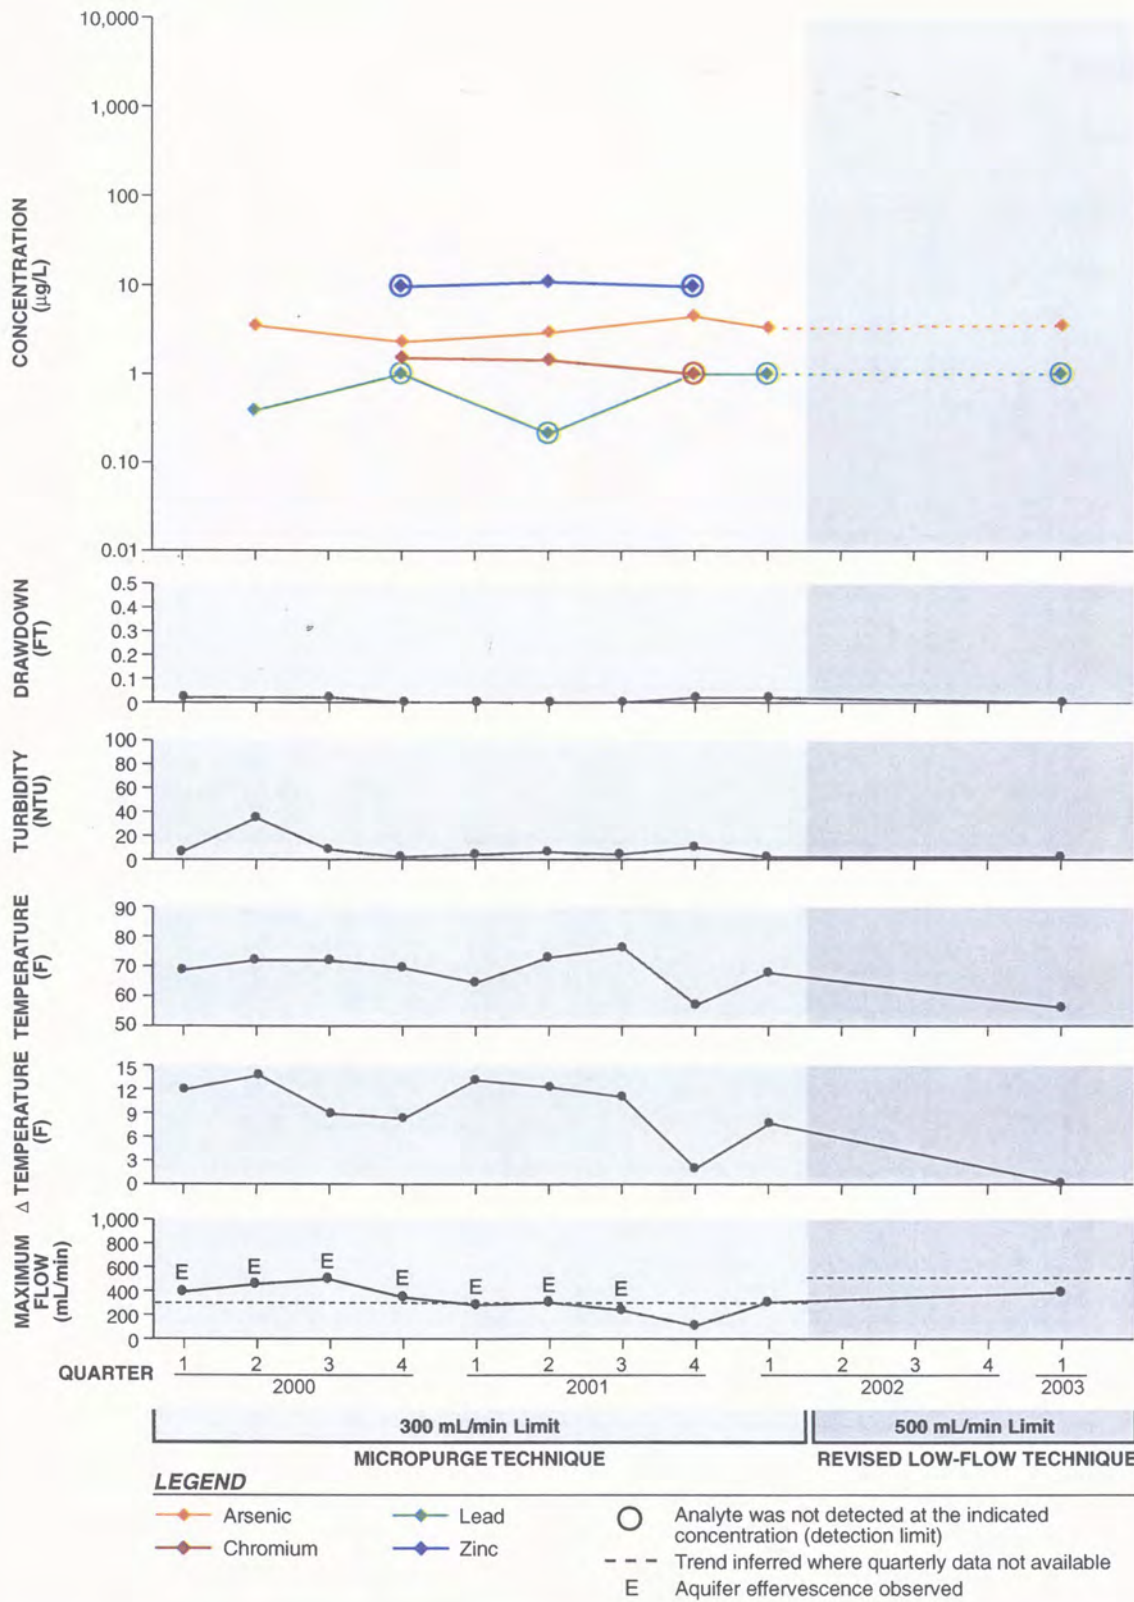 10,000
1,000
100
10
1
0.10
0.01
CONCENTRATION
(µg/L)
0.5
0.4
0.3
0.2
0.1
0
DRAWDOWN
(FT)
100
80
60
40
20
0
TURBIDITY
(NTU)
90
80
70
60
50
TEMPERATURE
(F)
15
12
9
6
3
0
Δ TEMPERATURE
(F)
1,000
800
600
400
200
0
MAXIMUM
FLOW
(mL/min)
E E E E E E E
QUARTER 1 2 3 4 1 2 3 4 1 2 3 4 1
2000 2001 2002 2003
300 mL/min Limit 500 mL/min Limit
MICROPURGE TECHNIQUE REVISED LOW-FLOW TECHNIQUE
LEGEND
Arsenic
Chromium
Lead
Zinc
Analyte was not detected at the indicated
concentration (detection limit)
Trend inferred where quarterly data not available
E Aquifer effervescence observed